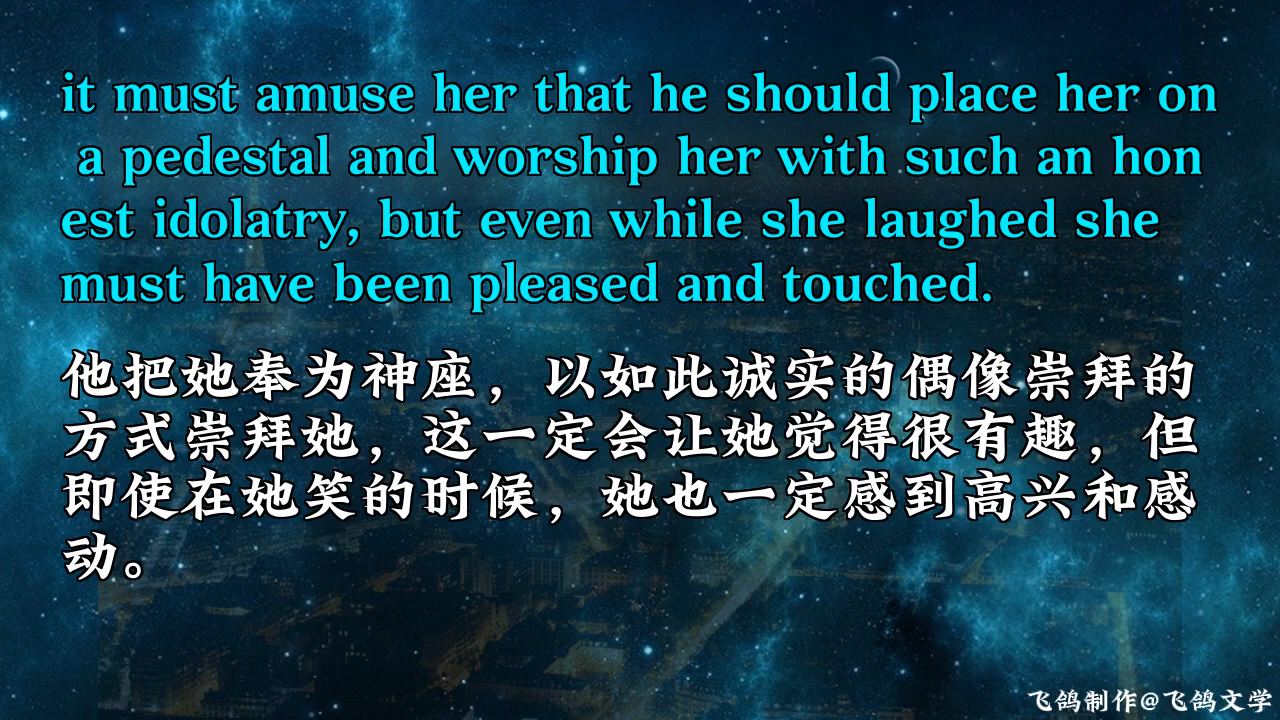 it must amuse her that he should place her on
a pedestal and worship her with such an hon
est idolatry, but even while she laughed she
must have been pleased and touched.
他把她奉为神座，以如此诚实的偶像崇拜的
方式崇拜她，这一定会让她觉得很有趣，但
即使在她笑的时候，她也一定感到高兴和感
动。
飞鸽制作@飞鸽文学